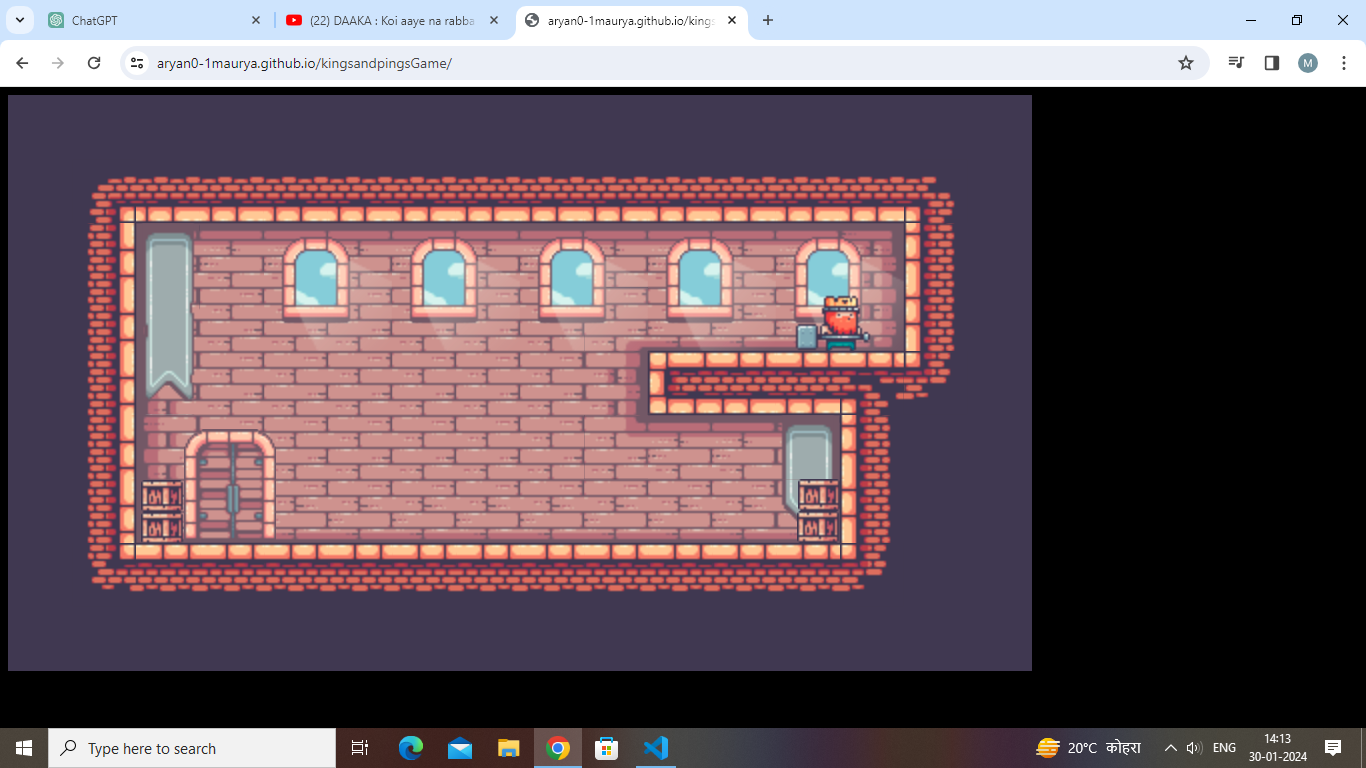 ChatGPT
(22) DAAKA : Koi aaye na rabba
aryan0-1maurya.github.io/kings
aryan0-1maurya.github.io/kingsandpingsGame/
M
Type here to search
20°C कोहरा
ENG
14:13
30-01-2024